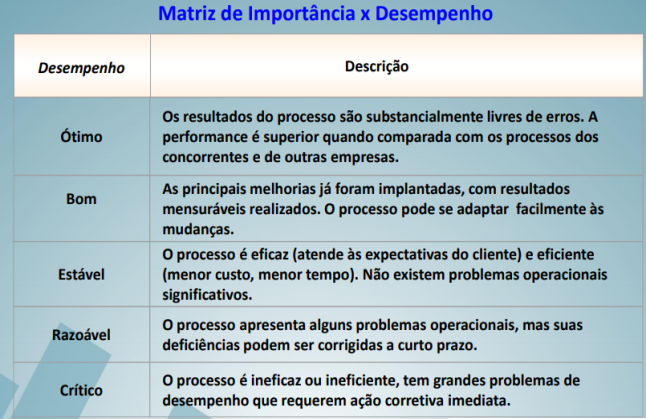 Matriz de Importância x Desempenho
Desempenho
Descrição
Ótimo
Os resultados do processo são substancialmente livres de erros. A
performance é superior quando comparada com os processos dos
concorrentes e de outras empresas.
Bom
As principais melhorias já foram implantadas, com resultados
mensuráveis realizados. O processo pode se adaptar facilmente às
mudanças.
Estável
O processo é eficaz (atende às expectativas do cliente) e eficiente
(menor custo, menor tempo). Não existem problemas operacionais
significativos.
Razoável
O processo apresenta alguns problemas operacionais, mas suas
deficiências podem ser corrigidas a curto prazo.
Crítico
O processo é ineficaz ou ineficiente, tem grandes problemas de
desempenho que requerem ação corretiva imediata.